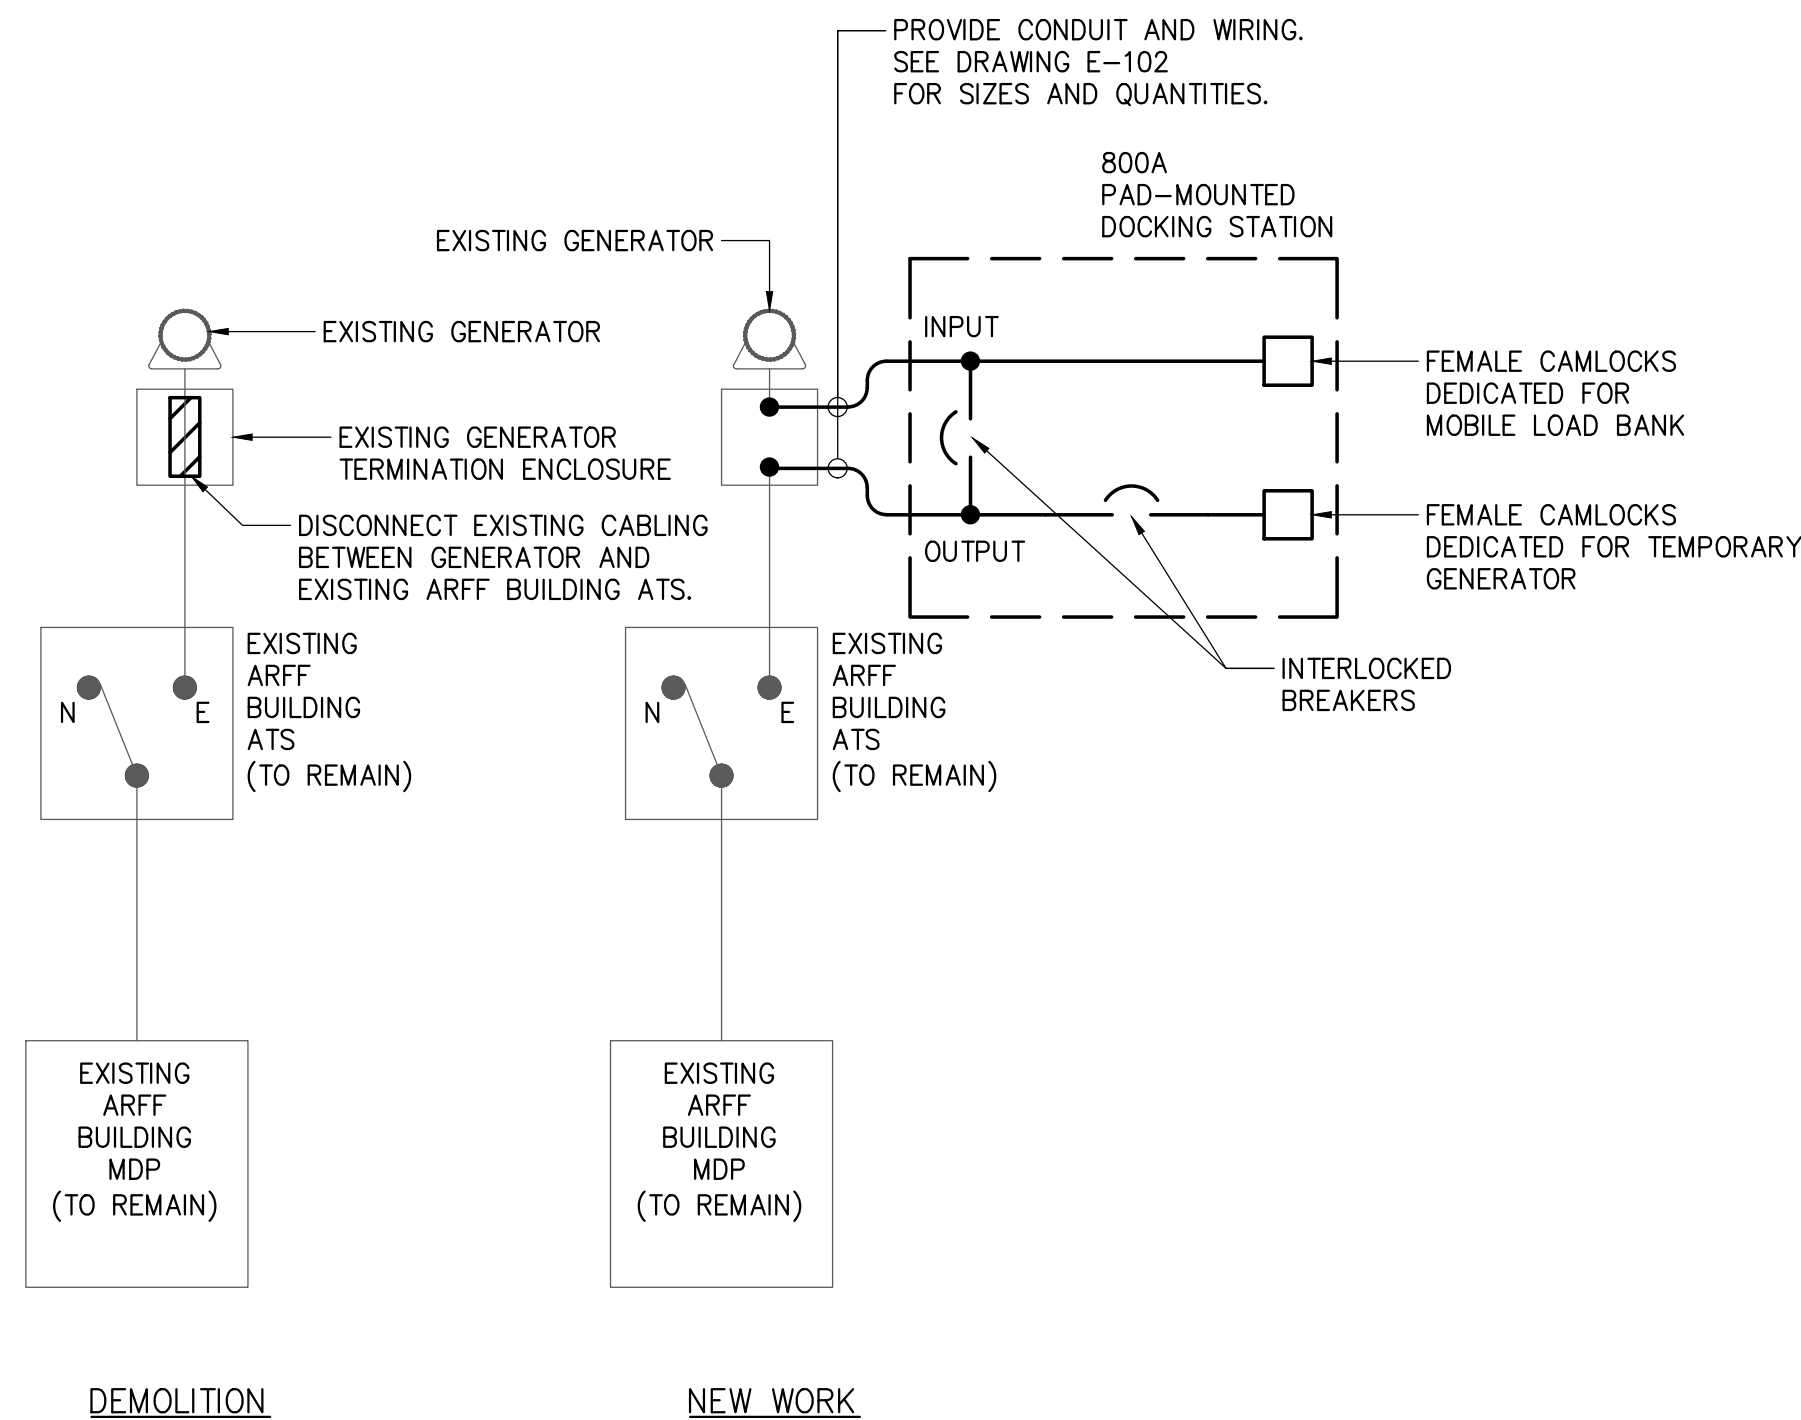 PROVIDE CONDUIT AND WIRING.
SEE DRAWING E-102
FOR SIZES AND QUANTITIES.
800A
PAD-MOUNTED
DOCKING STATION
EXISTING GENERATOR
EXISTING GENERATOR
EXISTING GENERATOR
TERMINATION ENCLOSURE
DISCONNECT EXISTING CABLING
BETWEEN GENERATOR AND
EXISTING ARFF BUILDING ATS.
INPUT
OUTPUT
FEMALE CAMLOCKS
DEDICATED FOR
MOBILE LOAD BANK
FEMALE CAMLOCKS
DEDICATED FOR TEMPORARY
GENERATOR
INTERLOCKED
BREAKERS
N
E
EXISTING
ARFF
BUILDING
ATS
(TO REMAIN)
N
E
EXISTING
ARFF
BUILDING
ATS
(TO REMAIN)
EXISTING
ARFF
BUILDING
MDP
(TO REMAIN)
EXISTING
ARFF
BUILDING
MDP
(TO REMAIN)
DEMOLITION
NEW WORK